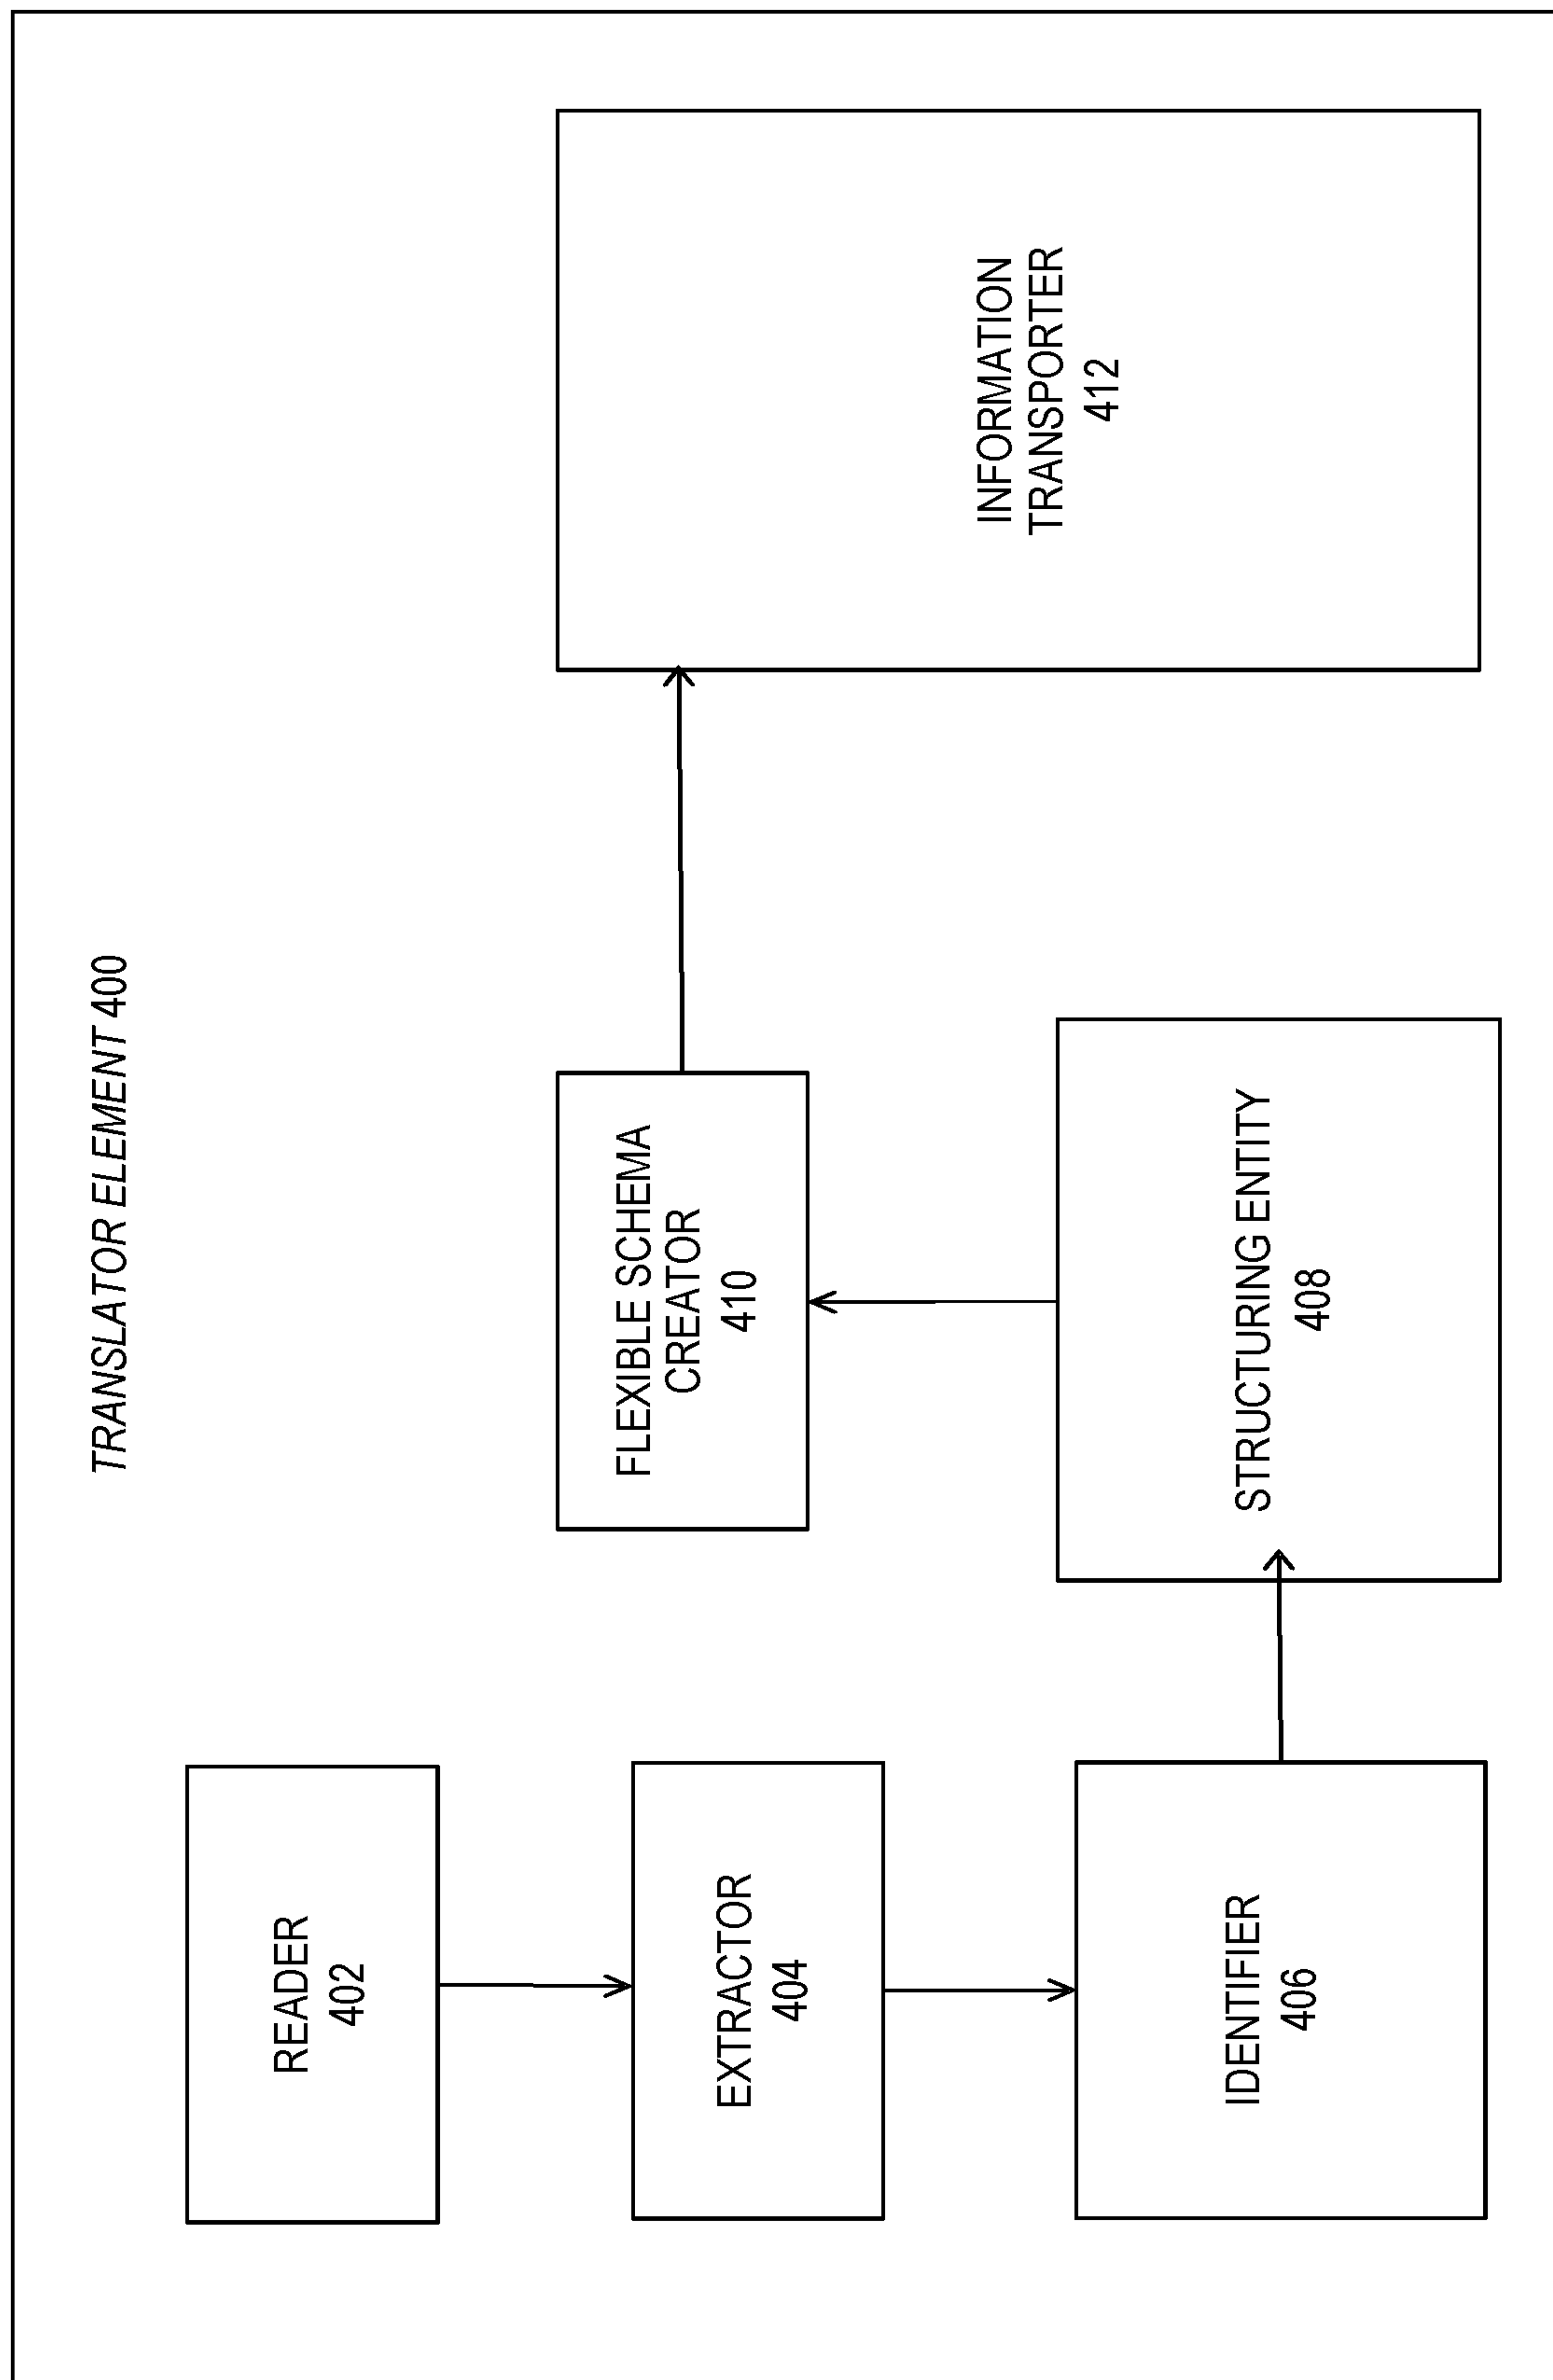 TRANSLATOR ELEMENT 400
READER
402
EXTRACTOR
404
IDENTIFIER
406
STRUCTURING ENTITY
408
FLEXIBLE SCHEMA
CREATOR
410
INFORMATION
TRANSPORTER
412